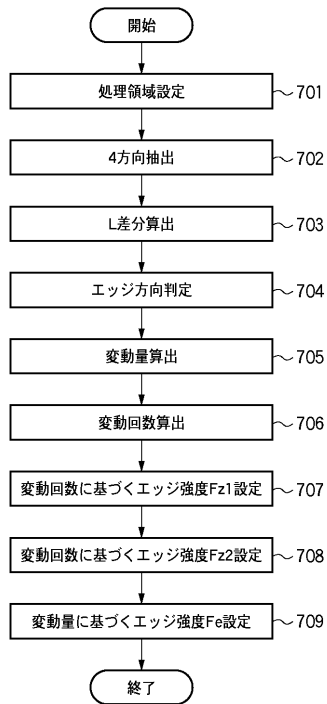 開始
処理領域設定 701
4方向抽出 702
L差分算出 703
エッジ方向判定 704
変動量算出 705
変動回数算出 706
変動回数に基づくエッジ強度Fz1設定 707
変動回数に基づくエッジ強度Fz2設定 708
変動量に基づくエッジ強度Fe設定 709
終了